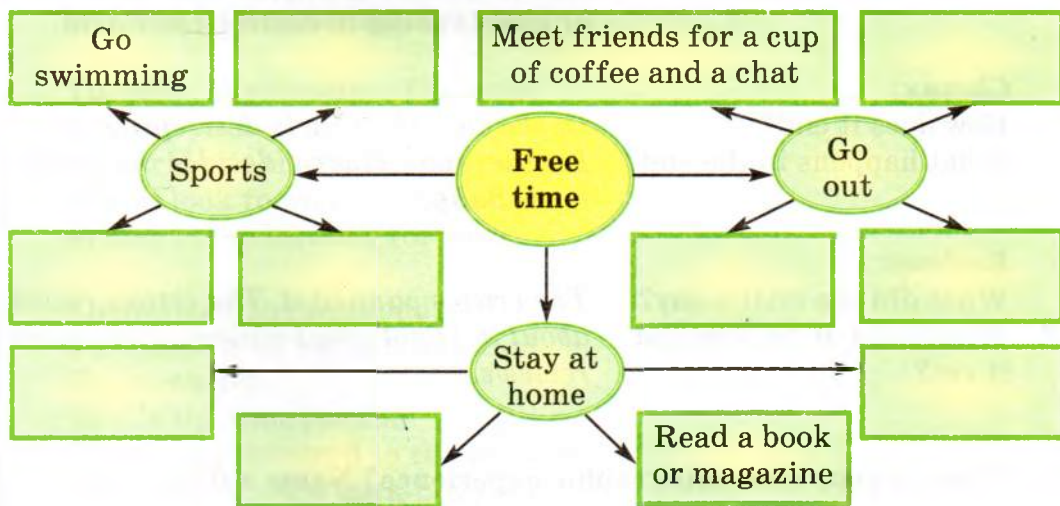 Go
swimming
Meet friends for a cup
of coffee and a chat
Sports
Free
time
Go
out
Stay at
home
Read a book
or magazine